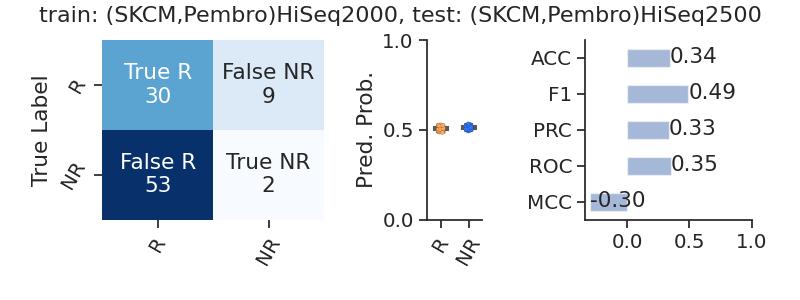 train: (SKCM,Pembro)HiSeq2000, test: (SKCM,Pembro)HiSeq2500
True Label
R
NR
True R
30
False NR
9
False R
53
True NR
2
R
NR
Pred. Prob.
1.0
0.5
0.0
R
NR
ACC
0.34
F1
0.49
PRC
0.33
ROC
0.35
MCC
-0.30
0.0
0.5
1.0